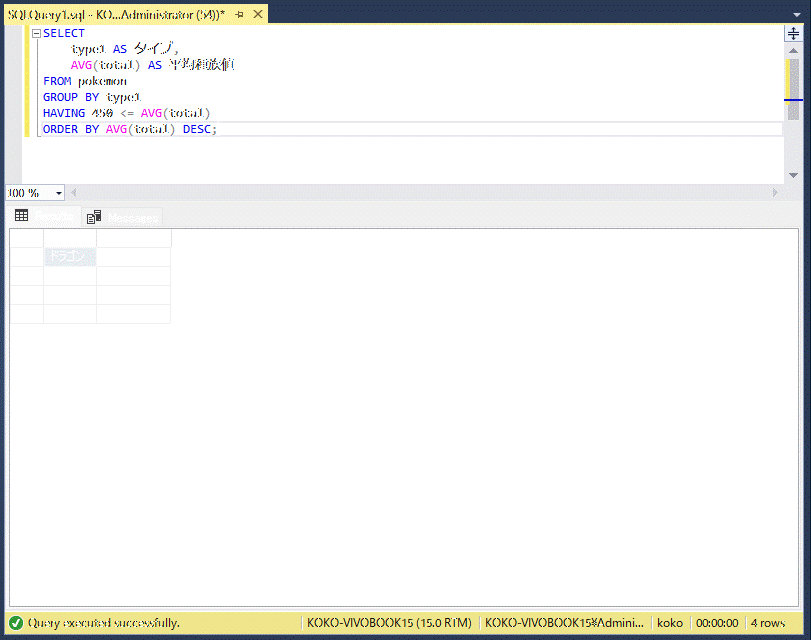 SQLQuery1.sql - KO...Administrator (54))*
SELECT
type1 AS タイプ,
AVG(total) AS 平均種族値
FROM pokemon
GROUP BY type1
HAVING 450 <= AVG(total)
ORDER BY AVG(total) DESC;
100 %
Results Messages
ドラゴン
Query executed successfully. KOKO-VIVOBOOK15 (15.0 RTM) KOKO-VIVOBOOK15¥Admini... koko 00:00:00 4 rows